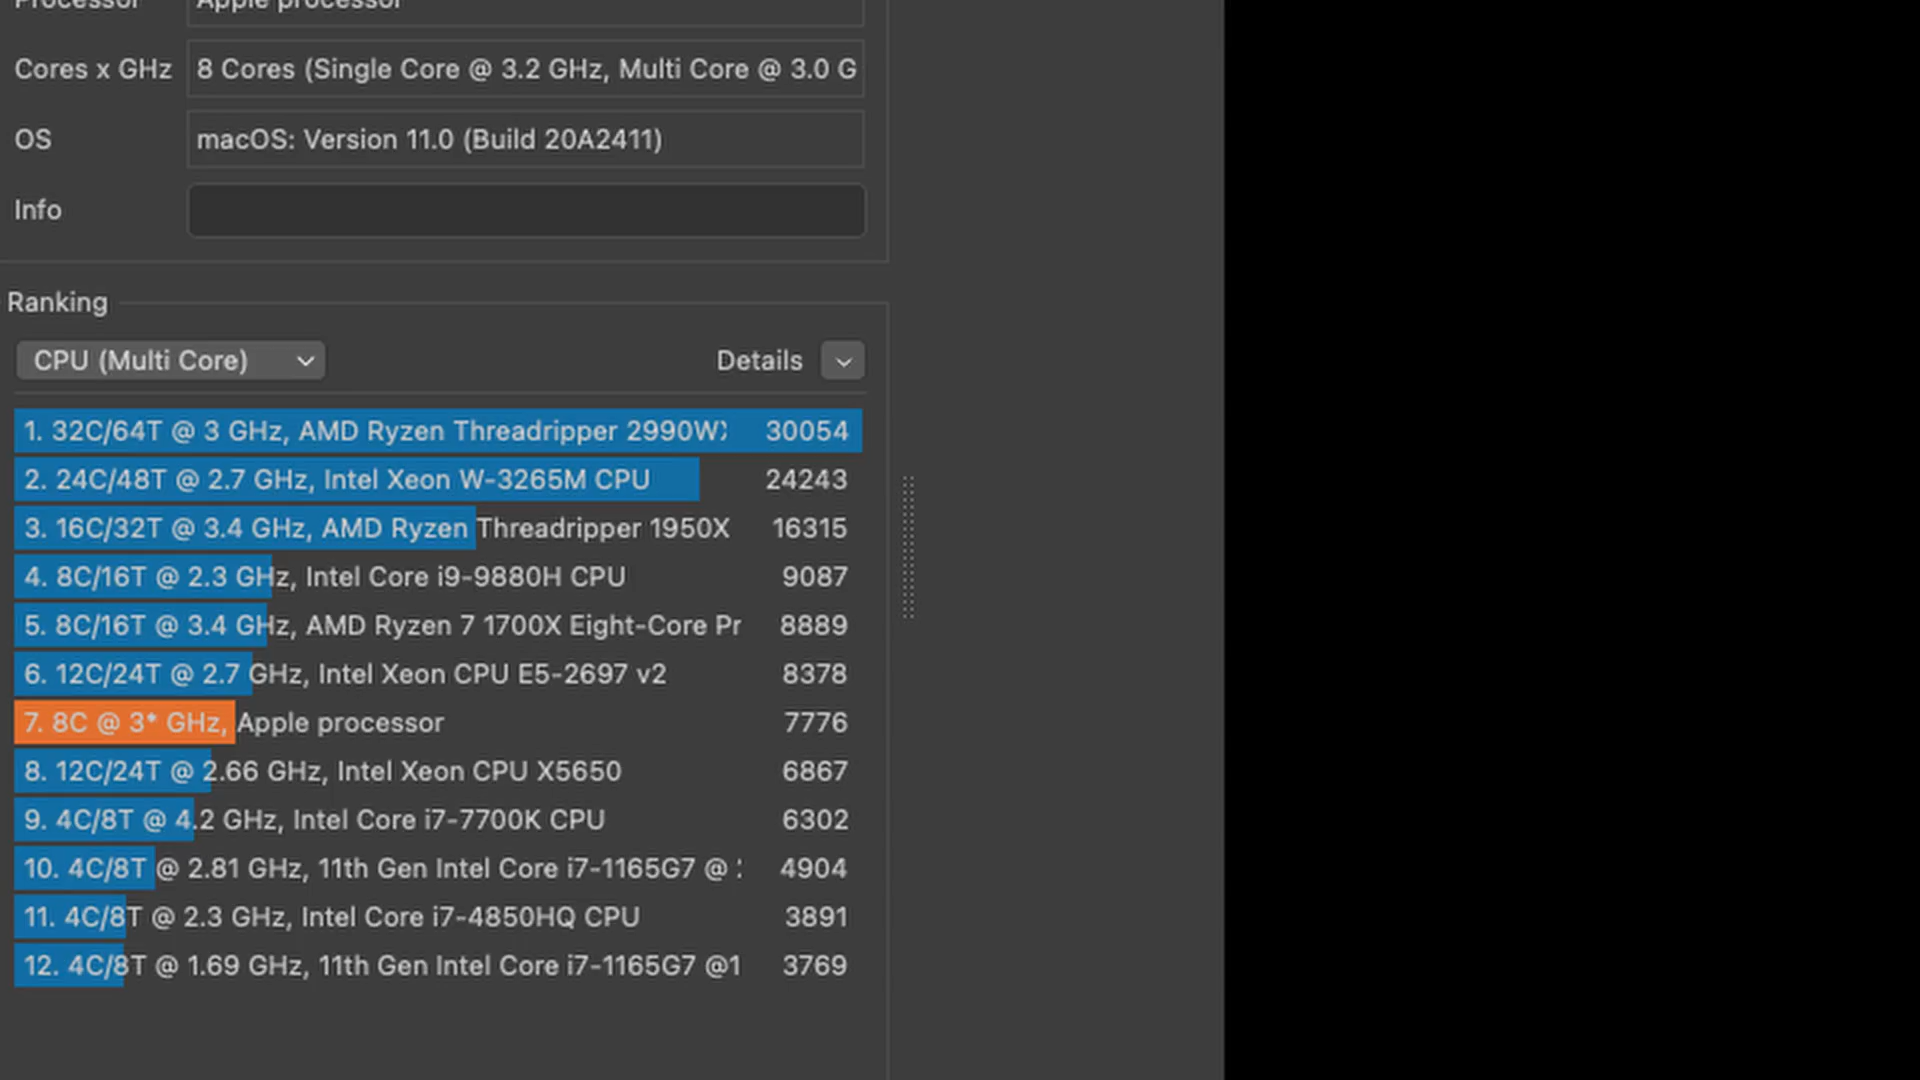 Processor Apple processor
Cores x GHz 8 Cores (Single Core @ 3.2 GHz, Multi Core @ 3.0 G
OS macOS: Version 11.0 (Build 20A2411)
Info
Ranking
CPU (Multi Core) Details
1. 32C/64T @ 3 GHz, AMD Ryzen Threadripper 2990WX 30054
2. 24C/48T @ 2.7 GHz, Intel Xeon W-3265M CPU 24243
3. 16C/32T @ 3.4 GHz, AMD Ryzen Threadripper 1950X 16315
4. 8C/16T @ 2.3 GHz, Intel Core i9-9880H CPU 9087
5. 8C/16T @ 3.4 GHz, AMD Ryzen 7 1700X Eight-Core Pr 8889
6. 12C/24T @ 2.7 GHz, Intel Xeon CPU E5-2697 v2 8378
7. 8C @ 3* GHz, Apple processor 7776
8. 12C/24T @ 2.66 GHz, Intel Xeon CPU X5650 6867
9. 4C/8T @ 4.2 GHz, Intel Core i7-7700K CPU 6302
10. 4C/8T @ 2.81 GHz, 11th Gen Intel Core i7-1165G7 @ 4904
11. 4C/8T @ 2.3 GHz, Intel Core i7-4850HQ CPU 3891
12. 4C/8T @ 1.69 GHz, 11th Gen Intel Core i7-1165G7 @1 3769